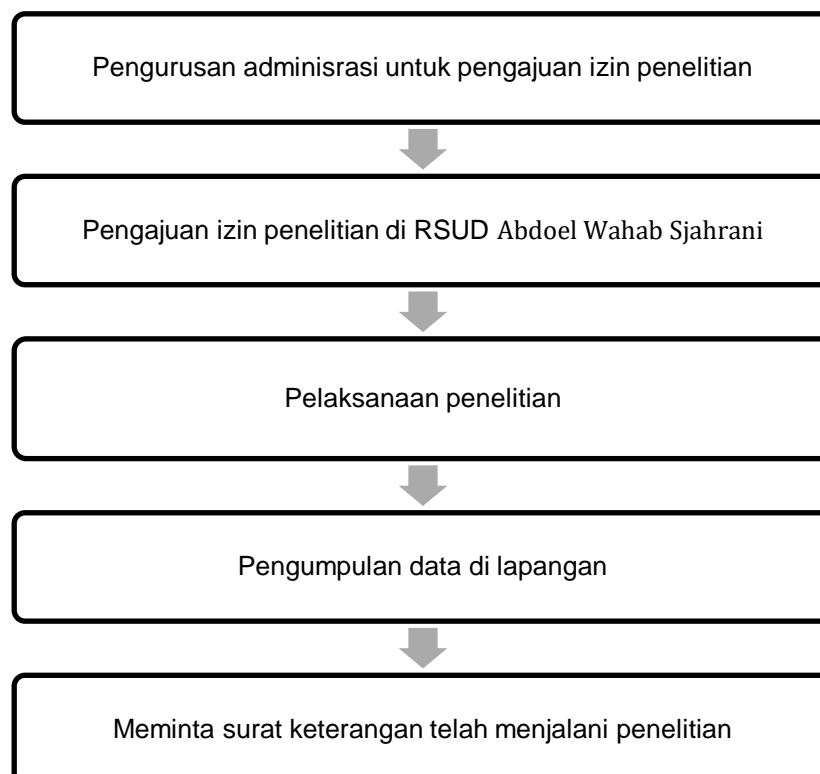 Pengurusan adminisrasi untuk pengajuan izin penelitian
Pengajuan izin penelitian di RSUD Abdoel Wahab Sjahrani
Pelaksanaan penelitian
Pengumpulan data di lapangan
Meminta surat keterangan telah menjalani penelitian